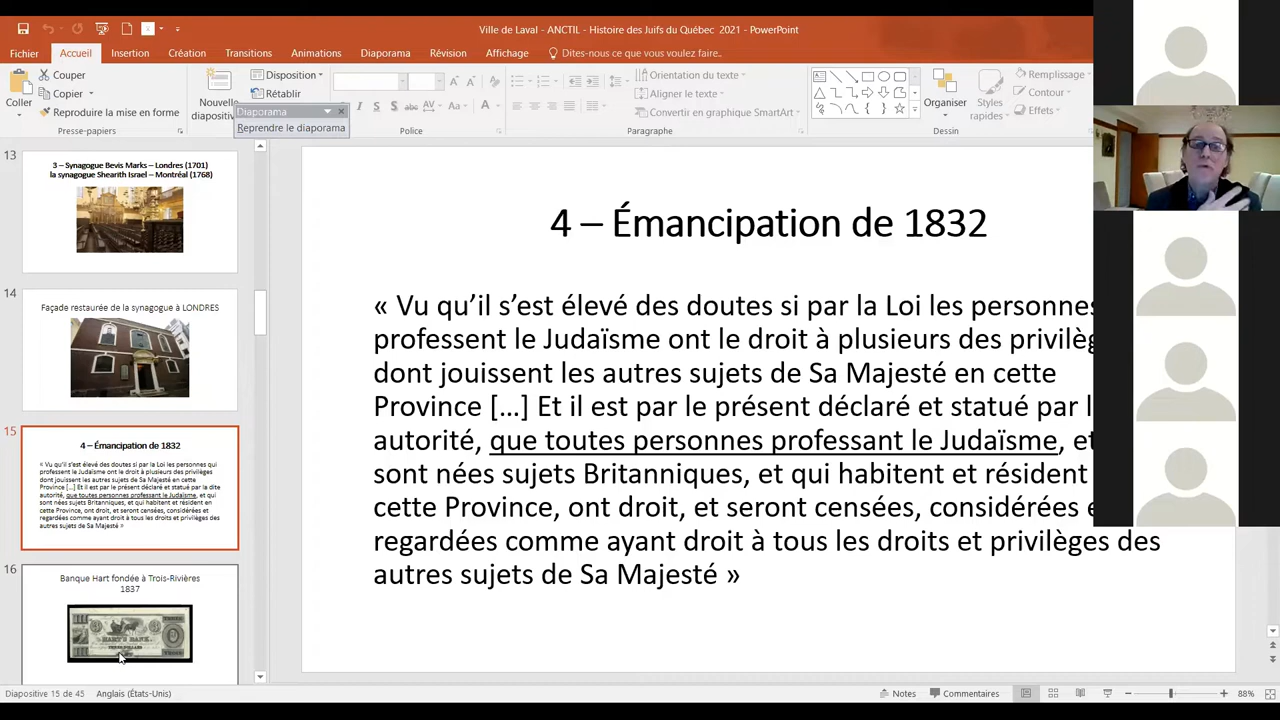 Ville de Laval - ANCTIL - Histoire des Juifs du Québec 2021 - PowerPoint
Fichier Accueil Insertion Création Transitions Animations Diaporama Révision Affichage Dites-nous ce que vous voulez faire..
Coller
Couper
Copier
Reproduire la mise en forme
Presse-papiers
Nouvelle
diapositi
Disposition
Rétablir
Diaporama
Reprendre le diaporama
Police
Orientation du texte
Aligner le texte
Convertir en graphique SmartArt
Paragraphe
Organiser
Styles
rapides
Remplissage
Contour
Effets
Dessin
13
3 – Synagogue Bevis Marks – Londres (1701)
la synagogue Shearith Israel – Montréal (1768)
14
Façade restaurée de la synagogue à LONDRES
15
4 – Émancipation de 1832
« Vu qu'il s'est élevé des doutes si par la Loi les personnes qui
professent le Judaïsme ont le droit à plusieurs des privilèges
dont jouissent les autres sujets de Sa Majesté en cette
Province […] Et il est par le présent déclaré et statué par la dite
autorité, que toutes personnes professant le Judaïsme, et qui
sont nées sujets Britanniques, et qui habitent et résident en
cette Province, ont droit, et seront censées, considérées et
regardées comme ayant droit à tous les droits et privilèges des
autres sujets de Sa Majesté »
16
Banque Hart fondée à Trois-Rivières
1837
HART'S BANK
4 – Émancipation de 1832
« Vu qu'il s'est élevé des doutes si par la Loi les personnes
professent le Judaïsme ont le droit à plusieurs des privilèg
dont jouissent les autres sujets de Sa Majesté en cette
Province […] Et il est par le présent déclaré et statué par l
autorité, que toutes personnes professant le Judaïsme, et
sont nées sujets Britanniques, et qui habitent et résident
cette Province, ont droit, et seront censées, considérées e
regardées comme ayant droit à tous les droits et privilèges des
autres sujets de Sa Majesté »
Diapositive 15 de 45 Anglais (États-Unis) Notes Commentaires 88%